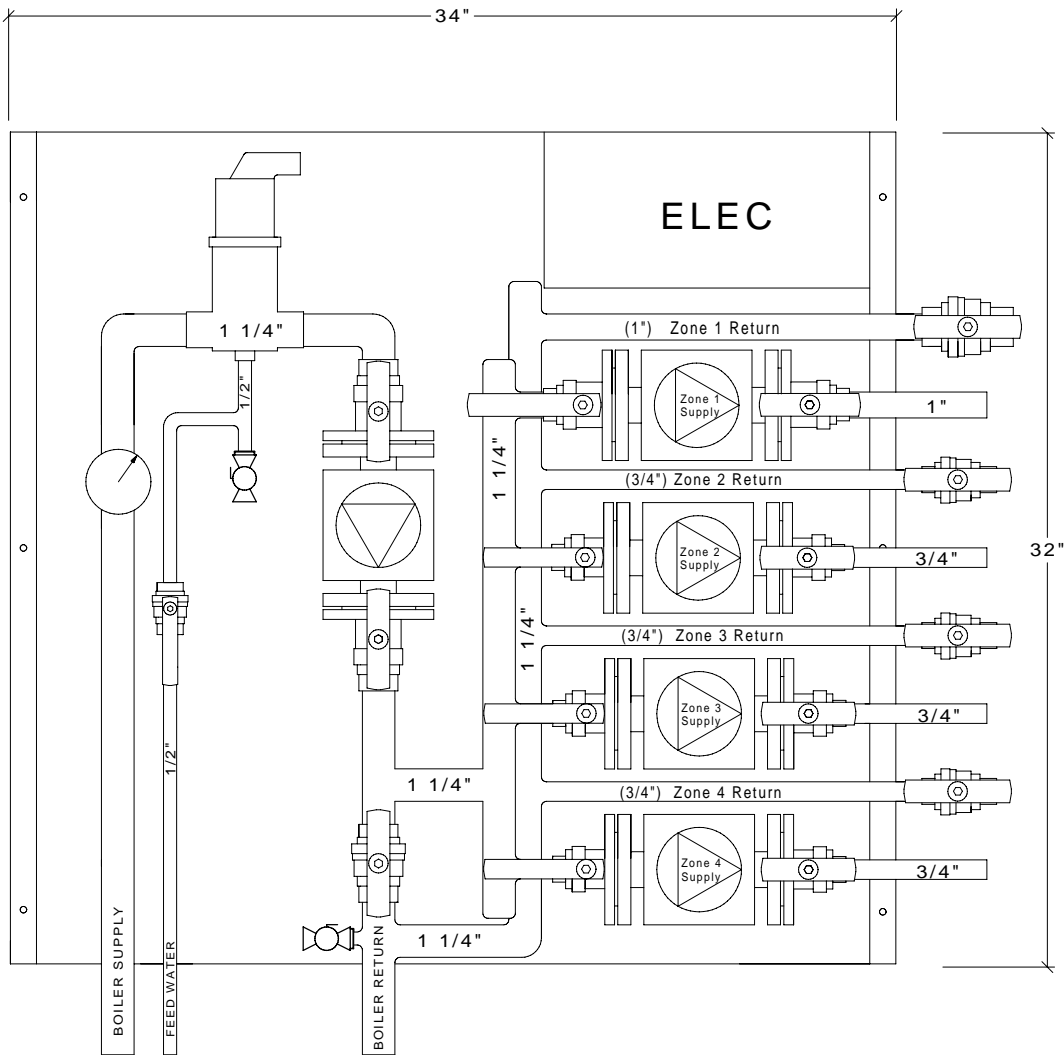 34"
ELEC
1 1/4"
(1") Zone 1 Return
1/2"
Zone 1
Supply
1"
1 1/4"
(3/4") Zone 2 Return
32"
Zone 2
Supply
3/4"
1 1/4"
(3/4") Zone 3 Return
Zone 3
Supply
3/4"
1/2"
1 1/4"
(3/4") Zone 4 Return
Zone 4
Supply
3/4"
1 1/4"
BOILER SUPPLY
FEED WATER
BOILER RETURN